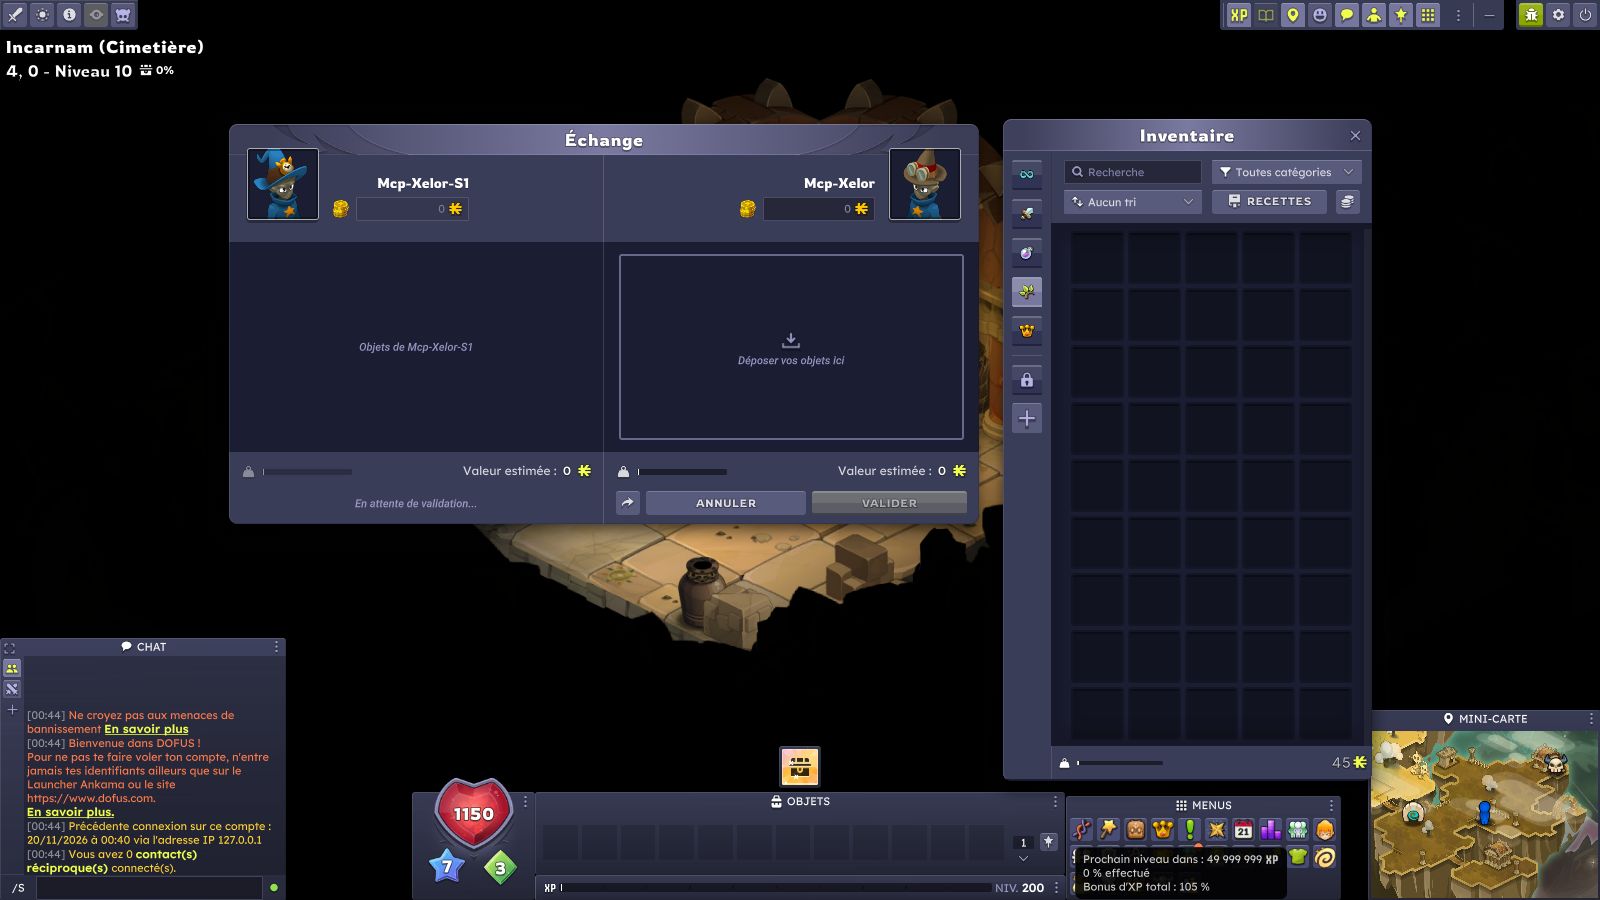 XP
Incarnam (Cimetière)
4, 0 - Niveau 10 0%
Échange
Mcp-Xelor-S1
0
Mcp-Xelor
0
Objets de Mcp-Xelor-S1
Déposer vos objets ici
Valeur estimée : 0
Valeur estimée : 0
En attente de validation...
ANNULER
VALIDER
Inventaire
Recherche
Toutes catégories
Aucun tri
RECETTES
45
CHAT
[00:44] Ne croyez pas aux menaces de
bannissement En savoir plus
[00:44] Bienvenue dans DOFUS !
Pour ne pas te faire voler ton compte, n'entre
jamais tes identifiants ailleurs que sur le
Launcher Ankama ou le site
https://www.dofus.com.
En savoir plus.
[00:44] Précédente connexion sur ce compte :
20/11/2026 à 00:40 via l'adresse IP 127.0.0.1
[00:44] Vous avez 0 contact(s)
réciproque(s) connecté(s).
/S
1150
7
3
OBJETS
1
XP
NIV. 200
MENUS
21
Prochain niveau dans : 49 999 999 XP
0 % effectué
Bonus d'XP total : 105 %
MINI-CARTE